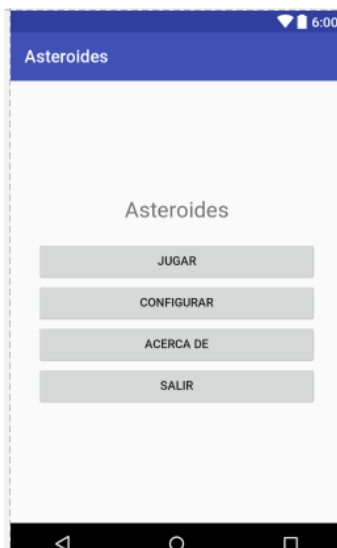 6:00
Asteroides
Asteroides
JUGAR
CONFIGURAR
ACERCA DE
SALIR